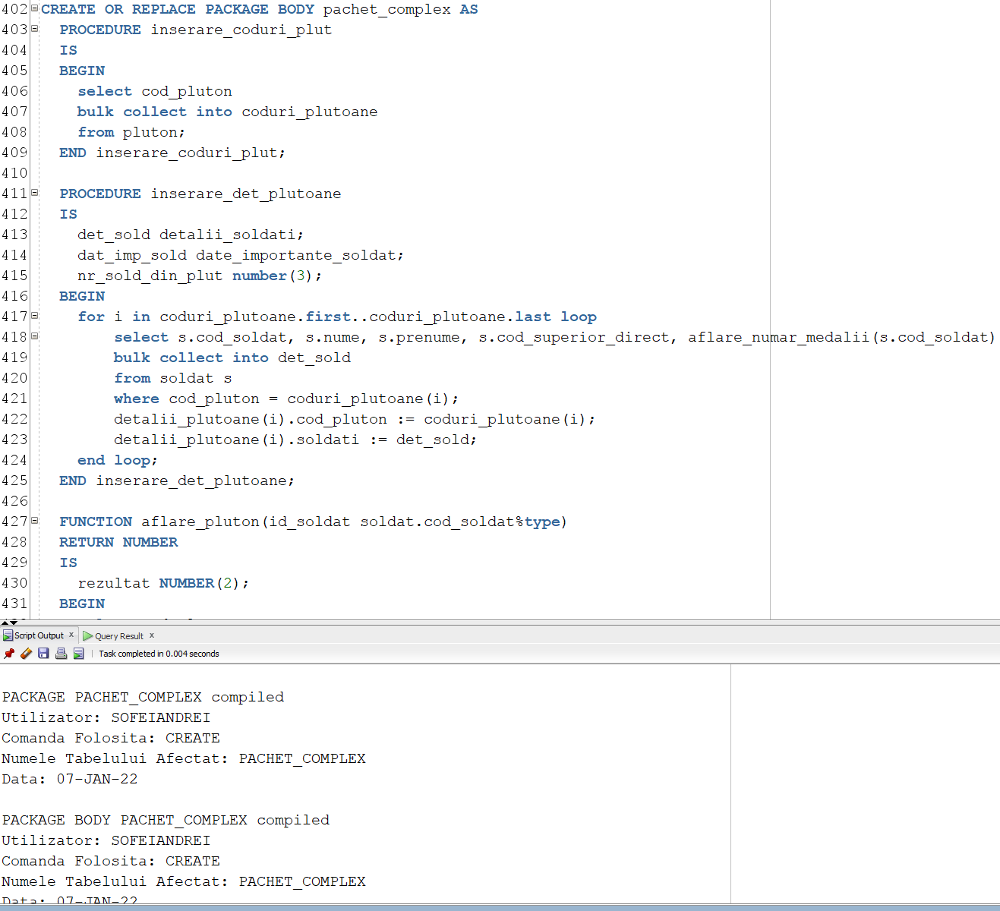 402 CREATE OR REPLACE PACKAGE BODY pachet_complex AS
403 PROCEDURE inserare_coduri_plut
404 IS
405 BEGIN
406 select cod_pluton
407 bulk collect into coduri_plutoane
408 from pluton;
409 END inserare_coduri_plut;
410
411 PROCEDURE inserare_det_plutoane
412 IS
413 det_sold detalii_soldati;
414 dat_imp_sold date_importante_soldat;
415 nr_sold_din_plut number(3);
416 BEGIN
417 for i in coduri_plutoane.first..coduri_plutoane.last loop
418 select s.cod_soldat, s.nume, s.prenume, s.cod_superior_direct, aflare_numar_medalii(s.cod_soldat)
419 bulk collect into det_sold
420 from soldat s
421 where cod_pluton = coduri_plutoane(i);
422 detalii_plutoane(i).cod_pluton := coduri_plutoane(i);
423 detalii_plutoane(i).soldati := det_sold;
424 end loop;
425 END inserare_det_plutoane;
426
427 FUNCTION aflare_pluton(id_soldat soldat.cod_soldat%type)
428 RETURN NUMBER
429 IS
430 rezultat NUMBER(2);
431 BEGIN
Script Output x Query Result x
Task completed in 0.004 seconds
PACKAGE PACHET_COMPLEX compiled
Utilizator: SOFEIANDREI
Comanda Folosita: CREATE
Numele Tabelului Afectat: PACHET_COMPLEX
Data: 07-JAN-22
PACKAGE BODY PACHET_COMPLEX compiled
Utilizator: SOFEIANDREI
Comanda Folosita: CREATE
Numele Tabelului Afectat: PACHET_COMPLEX
Data: 07-JAN-22